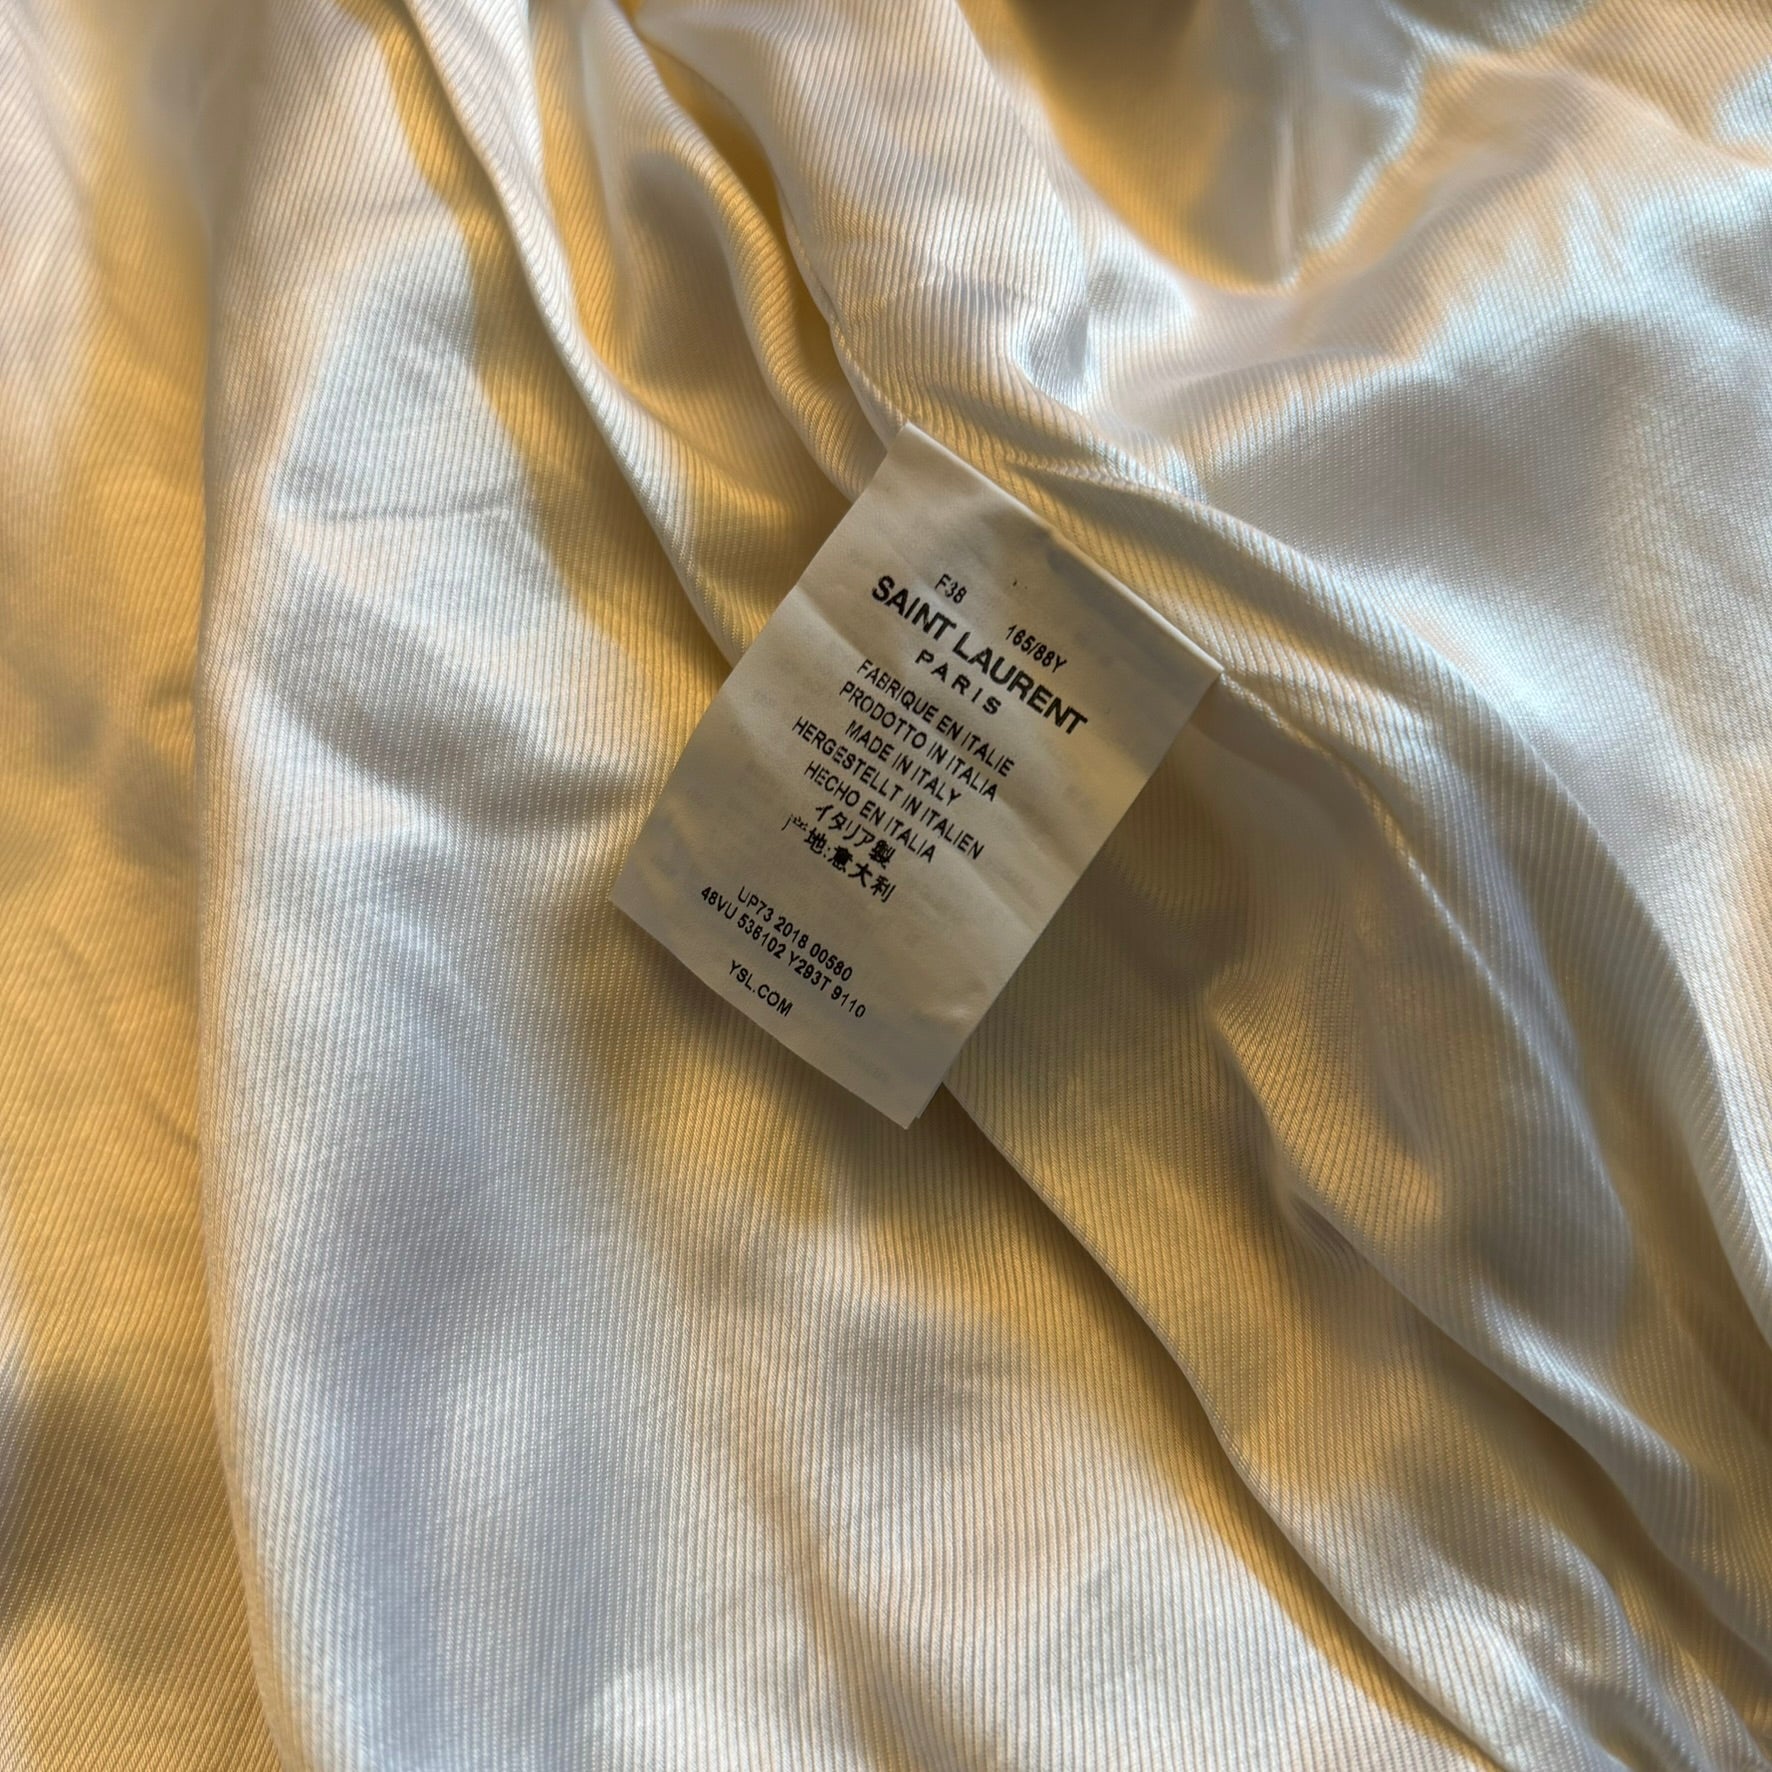 F38
165/88Y
SAINT LAURENT
PARIS
FABRIQUE EN ITALIE
PRODOTTO IN ITALIA
MADE IN ITALY
HERGESTELLT IN ITALIEN
HECHO EN ITALIA
イタリア製
产地:意大利
UP73 2018 00580
48VU 536102 Y293T 9110
YSL.COM